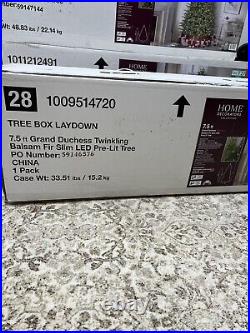 59147144
46.83 lbs / 22.14 kg
1011212491
28
1009514720
TREE BOX LAYDOWN
7.5 ft Grand Duchess Twinkling
Balsam Fir Slim LED Pre-Lit Tree
PO Number: 59146576
CHINA
1 Pack
Case Wt: 33.51 lbs / 15.2 kg
HOME
DECORATORS
7.5 ft